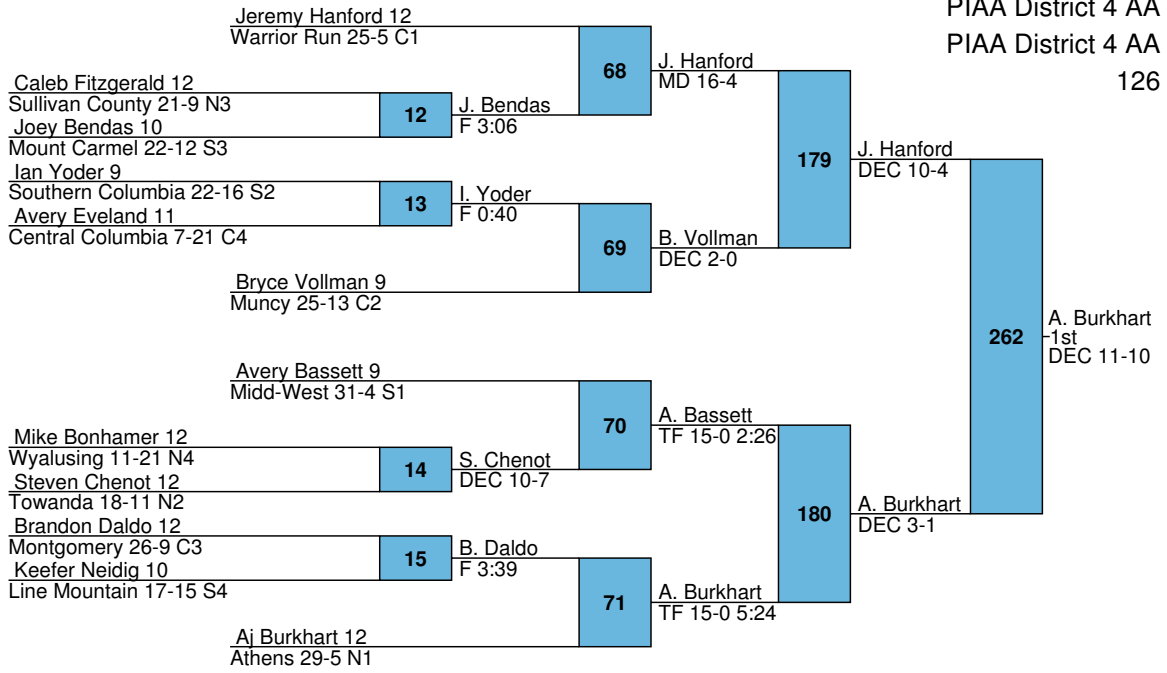 PIAA District 4 AA
PIAA District 4 AA
126
Jeremy Hanford 12
Warrior Run 25-5 C1
68
J. Hanford
MD 16-4
Caleb Fitzgerald 12
Sullivan County 21-9 N3
12
J. Bendas
F 3:06
Joey Bendas 10
Mount Carmel 22-12 S3
179
J. Hanford
DEC 10-4
Ian Yoder 9
Southern Columbia 22-16 S2
13
I. Yoder
F 0:40
Avery Eveland 11
Central Columbia 7-21 C4
69
B. Vollman
DEC 2-0
Bryce Vollman 9
Muncy 25-13 C2
262
A. Burkhart
1st
DEC 11-10
Avery Bassett 9
Midd-West 31-4 S1
70
A. Bassett
TF 15-0 2:26
Mike Bonhamer 12
Wyalusing 11-21 N4
14
S. Chenot
DEC 10-7
Steven Chenot 12
Towanda 18-11 N2
180
A. Burkhart
DEC 3-1
Brandon Daldo 12
Montgomery 26-9 C3
15
B. Daldo
F 3:39
Keefer Neidig 10
Line Mountain 17-15 S4
71
A. Burkhart
TF 15-0 5:24
Aj Burkhart 12
Athens 29-5 N1